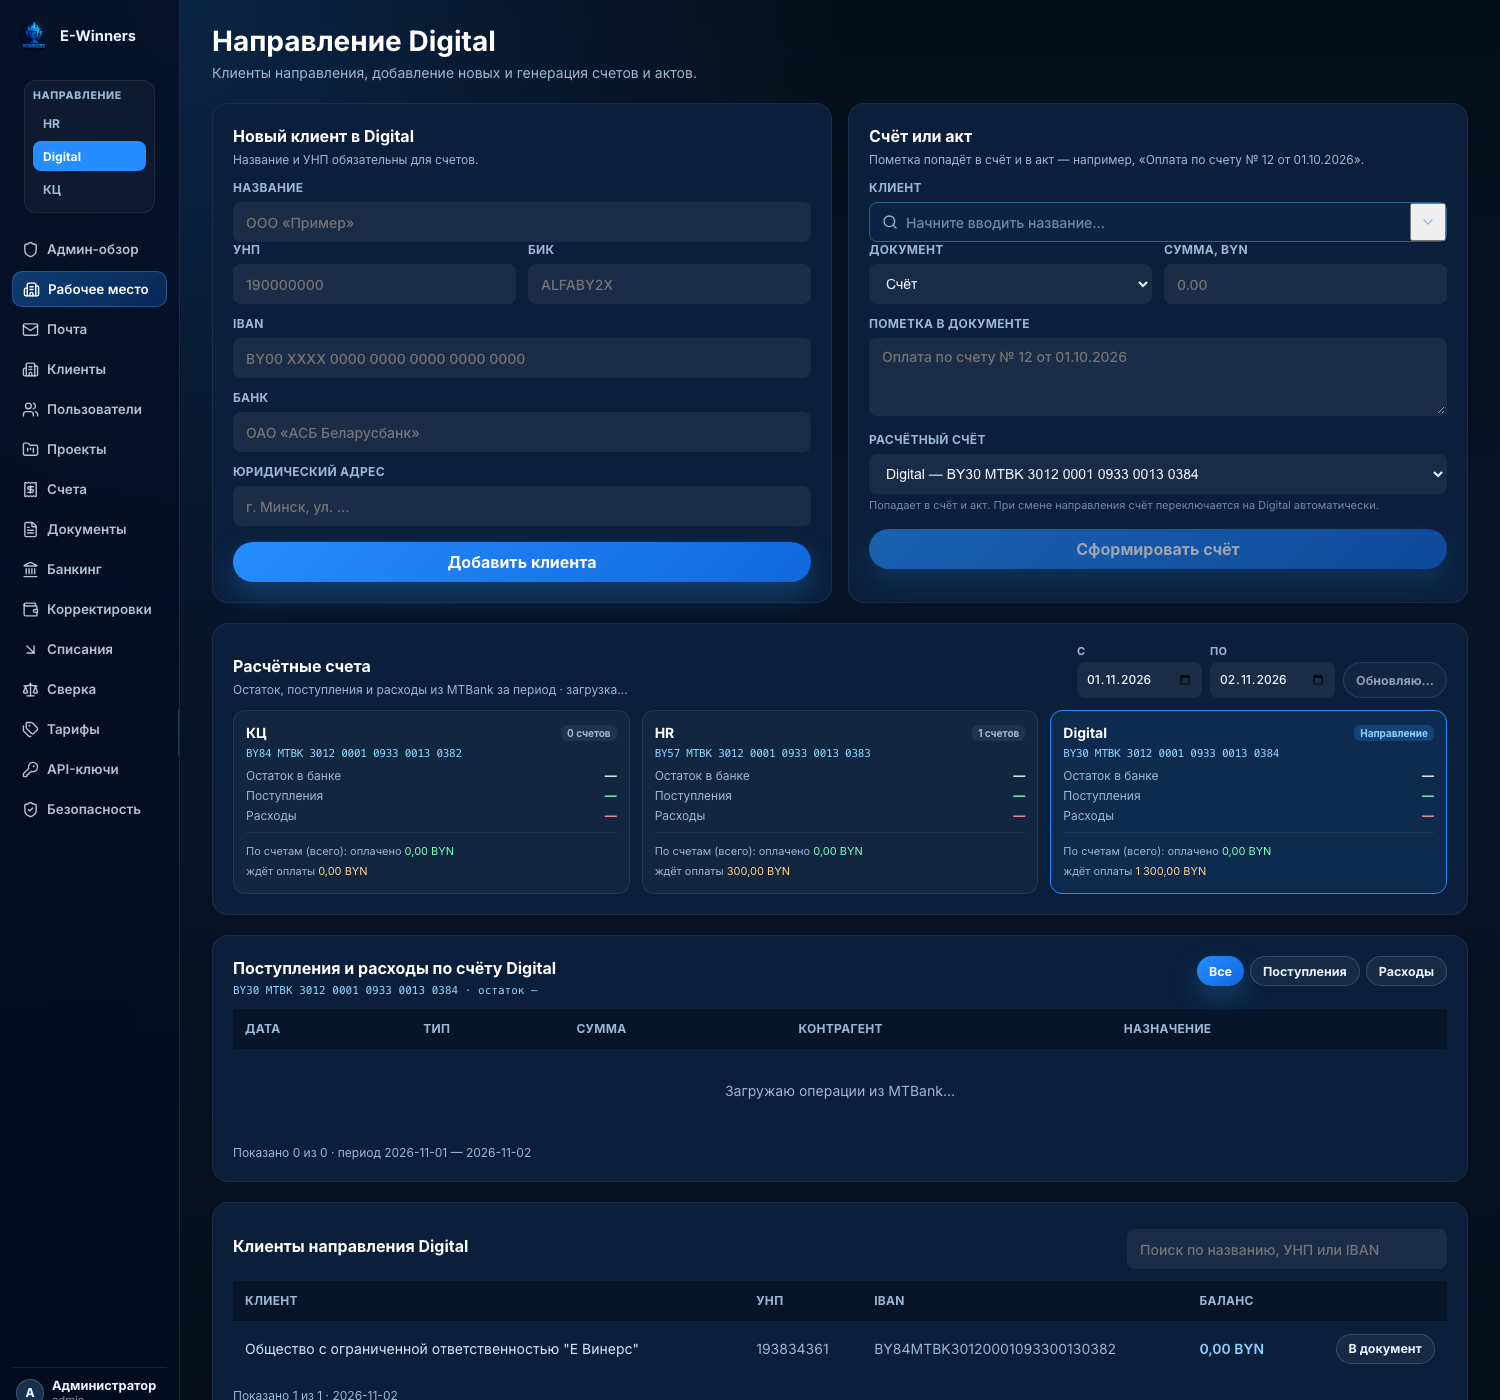 E-Winners
НАПРАВЛЕНИЕ
HR
Digital
КЦ
Админ-обзор
Рабочее место
Почта
Клиенты
Пользователи
Проекты
Счета
Документы
Банкинг
Корректировки
Списания
Сверка
Тарифы
API-ключи
Безопасность
A
Администратор
admin
Направление Digital
Клиенты направления, добавление новых и генерация счетов и актов.
Новый клиент в Digital
Название и УНП обязательны для счетов.
НАЗВАНИЕ
ООО «Пример»
УНП БИК
190000000 ALFABY2X
IBAN
BY00 XXXX 0000 0000 0000 0000 0000
БАНК
ОАО «АСБ Беларусбанк»
ЮРИДИЧЕСКИЙ АДРЕС
г. Минск, ул. ...
Добавить клиента
Счёт или акт
Пометка попадёт в счёт и в акт — например, «Оплата по счету № 12 от 01.10.2026».
КЛИЕНТ
Начните вводить название...
ДОКУМЕНТ СУММА, BYN
Счёт 0.00
ПОМЕТКА В ДОКУМЕНТЕ
Оплата по счету № 12 от 01.10.2026
РАСЧЁТНЫЙ СЧЁТ
Digital — BY30 MTBK 3012 0001 0933 0013 0384
Попадает в счёт и акт. При смене направления счёт переключается на Digital автоматически.
Сформировать счёт
Расчётные счета
Остаток, поступления и расходы из MTBank за период · загрузка...
С ПО
01.11.2026 02.11.2026 Обновляю...
КЦ 0 счетов
BY84 MTBK 3012 0001 0933 0013 0382
Остаток в банке —
Поступления —
Расходы —
По счетам (всего): оплачено 0,00 BYN
ждёт оплаты 0,00 BYN
HR 1 счетов
BY57 MTBK 3012 0001 0933 0013 0383
Остаток в банке —
Поступления —
Расходы —
По счетам (всего): оплачено 0,00 BYN
ждёт оплаты 300,00 BYN
Digital Направление
BY30 MTBK 3012 0001 0933 0013 0384
Остаток в банке —
Поступления —
Расходы —
По счетам (всего): оплачено 0,00 BYN
ждёт оплаты 1 300,00 BYN
Поступления и расходы по счёту Digital
BY30 MTBK 3012 0001 0933 0013 0384 · остаток —
Все Поступления Расходы
ДАТА ТИП СУММА КОНТРАГЕНТ НАЗНАЧЕНИЕ
Загружаю операции из MTBank...
Показано 0 из 0 · период 2026-11-01 — 2026-11-02
Клиенты направления Digital
Поиск по названию, УНП или IBAN
КЛИЕНТ УНП IBAN БАЛАНС
Общество с ограниченной ответственностью "Е Винерс" 193834361 BY84MTBK30120001093300130382 0,00 BYN В документ
Показано 1 из 1 · 2026-11-02